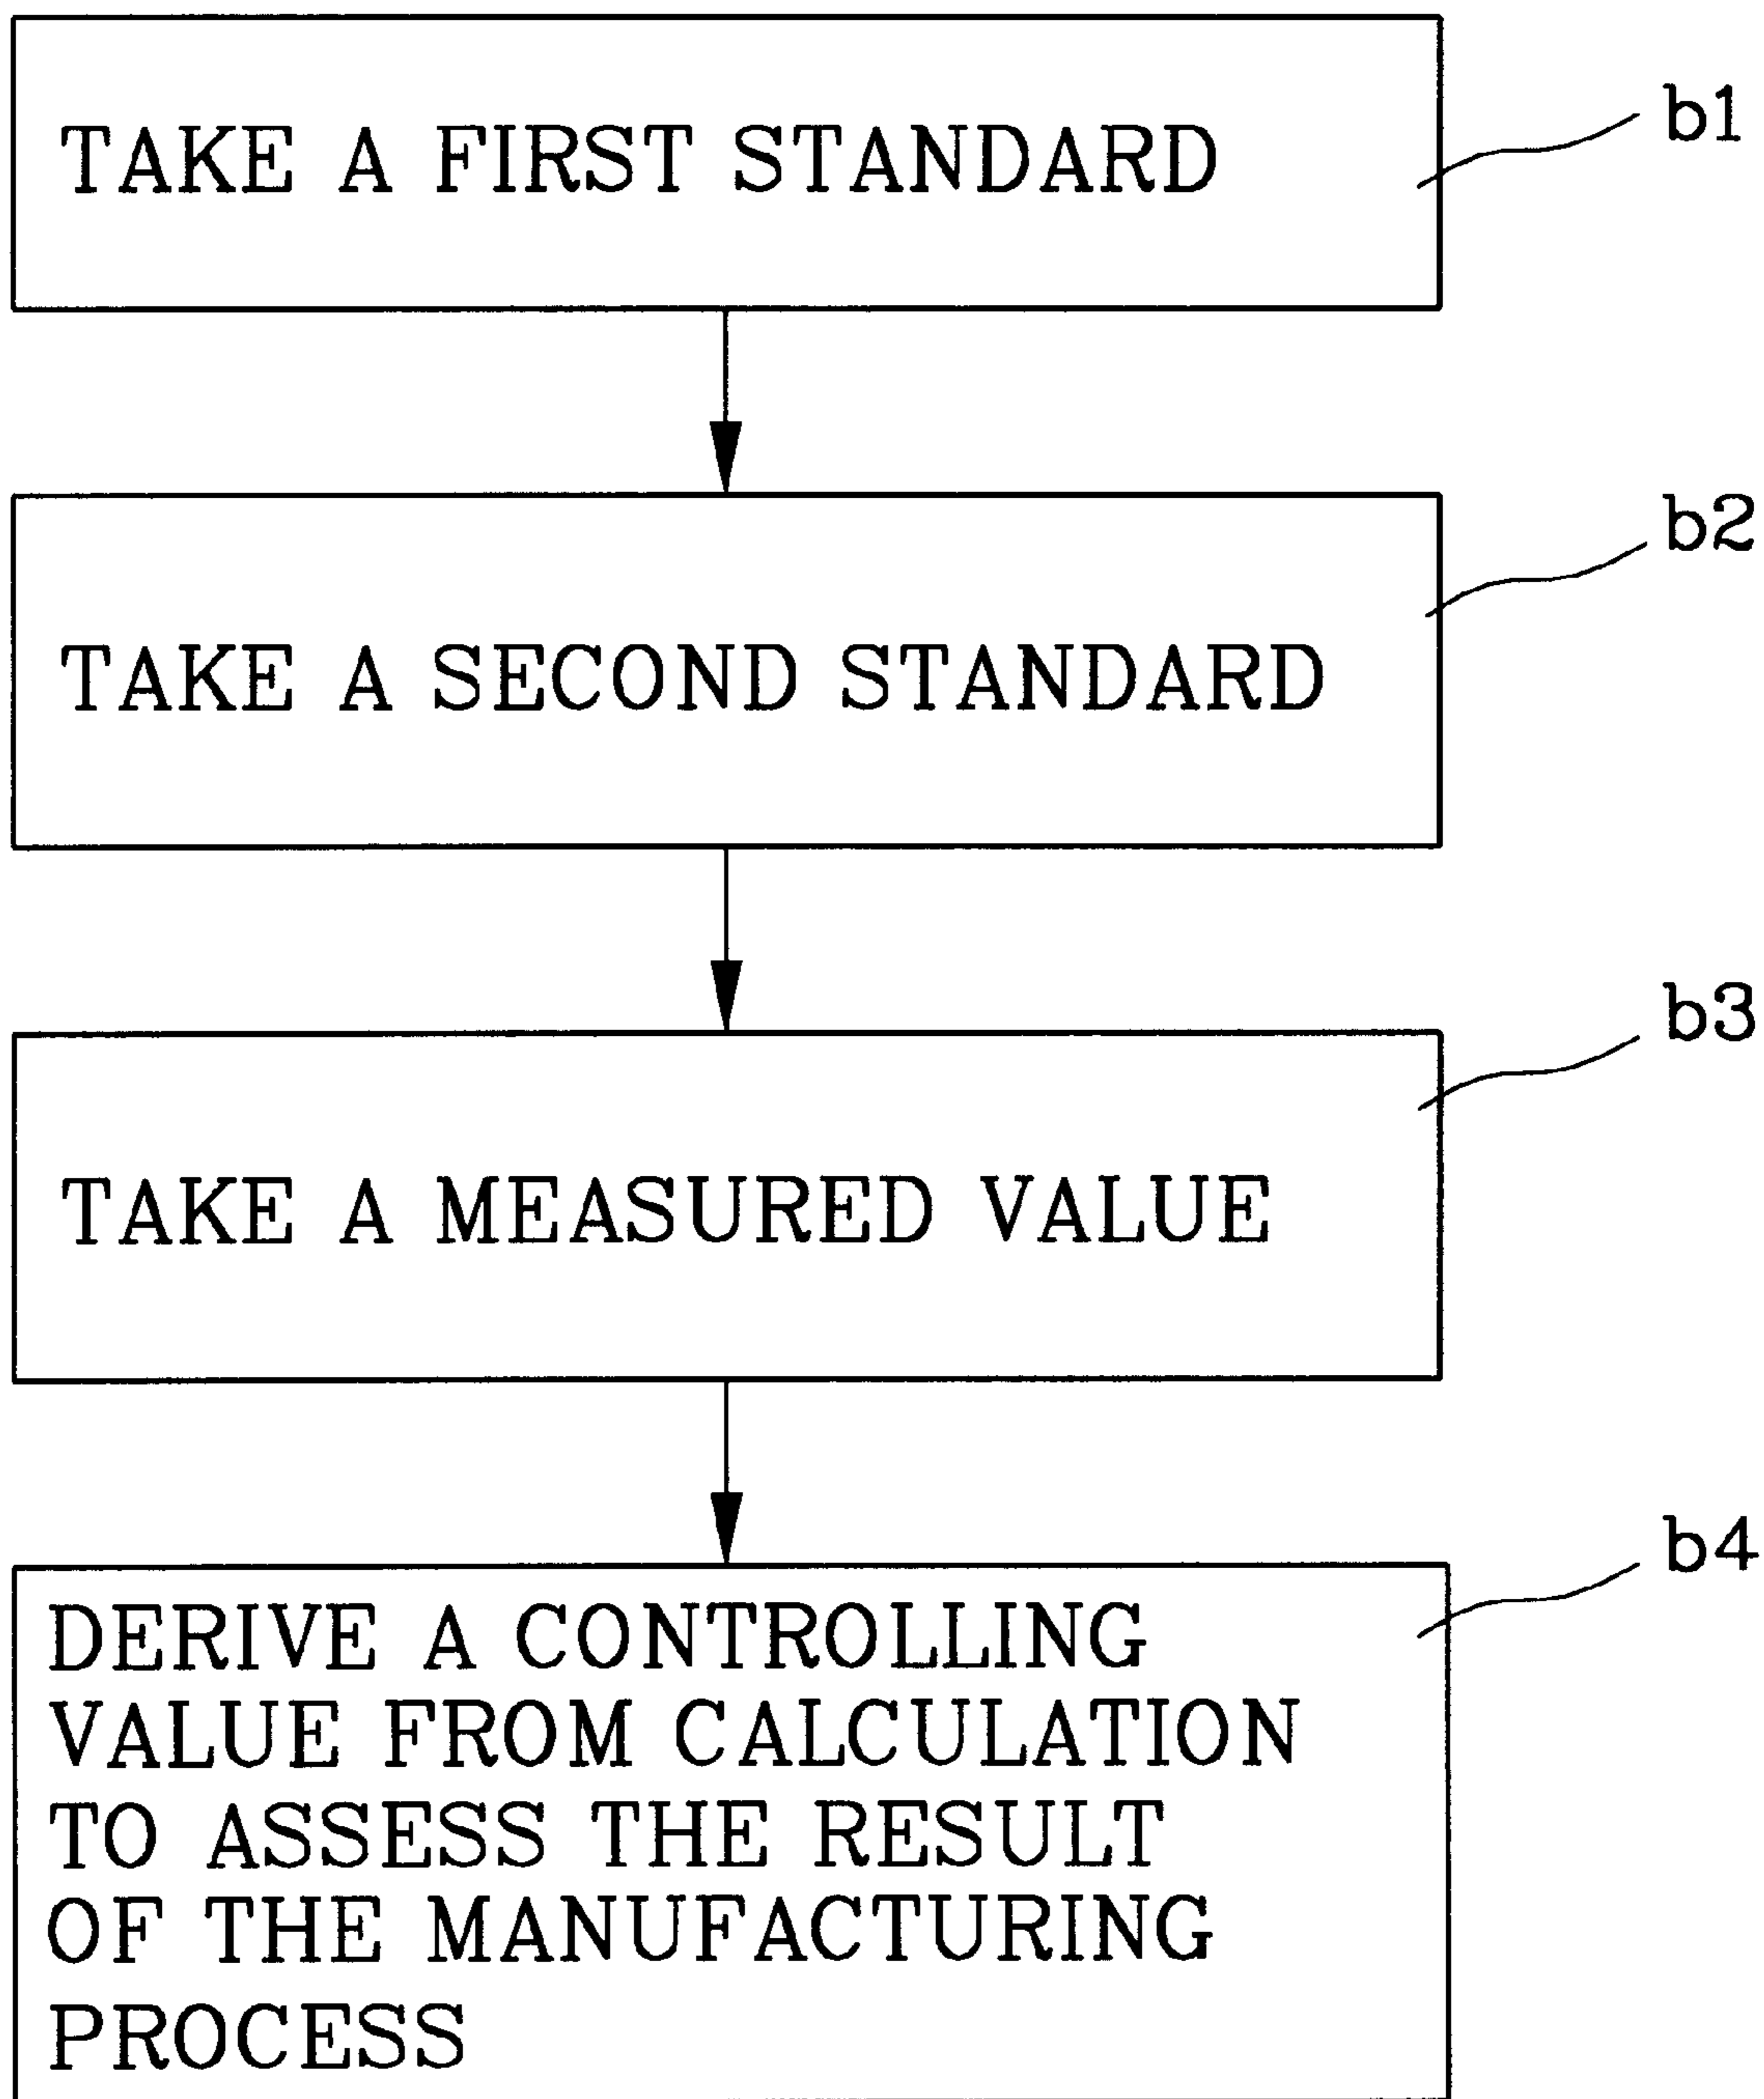 TAKE A FIRST STANDARD
b1
TAKE A SECOND STANDARD
b2
TAKE A MEASURED VALUE
b3
DERIVE A CONTROLLING
VALUE FROM CALCULATION
TO ASSESS THE RESULT
OF THE MANUFACTURING
PROCESS
b4